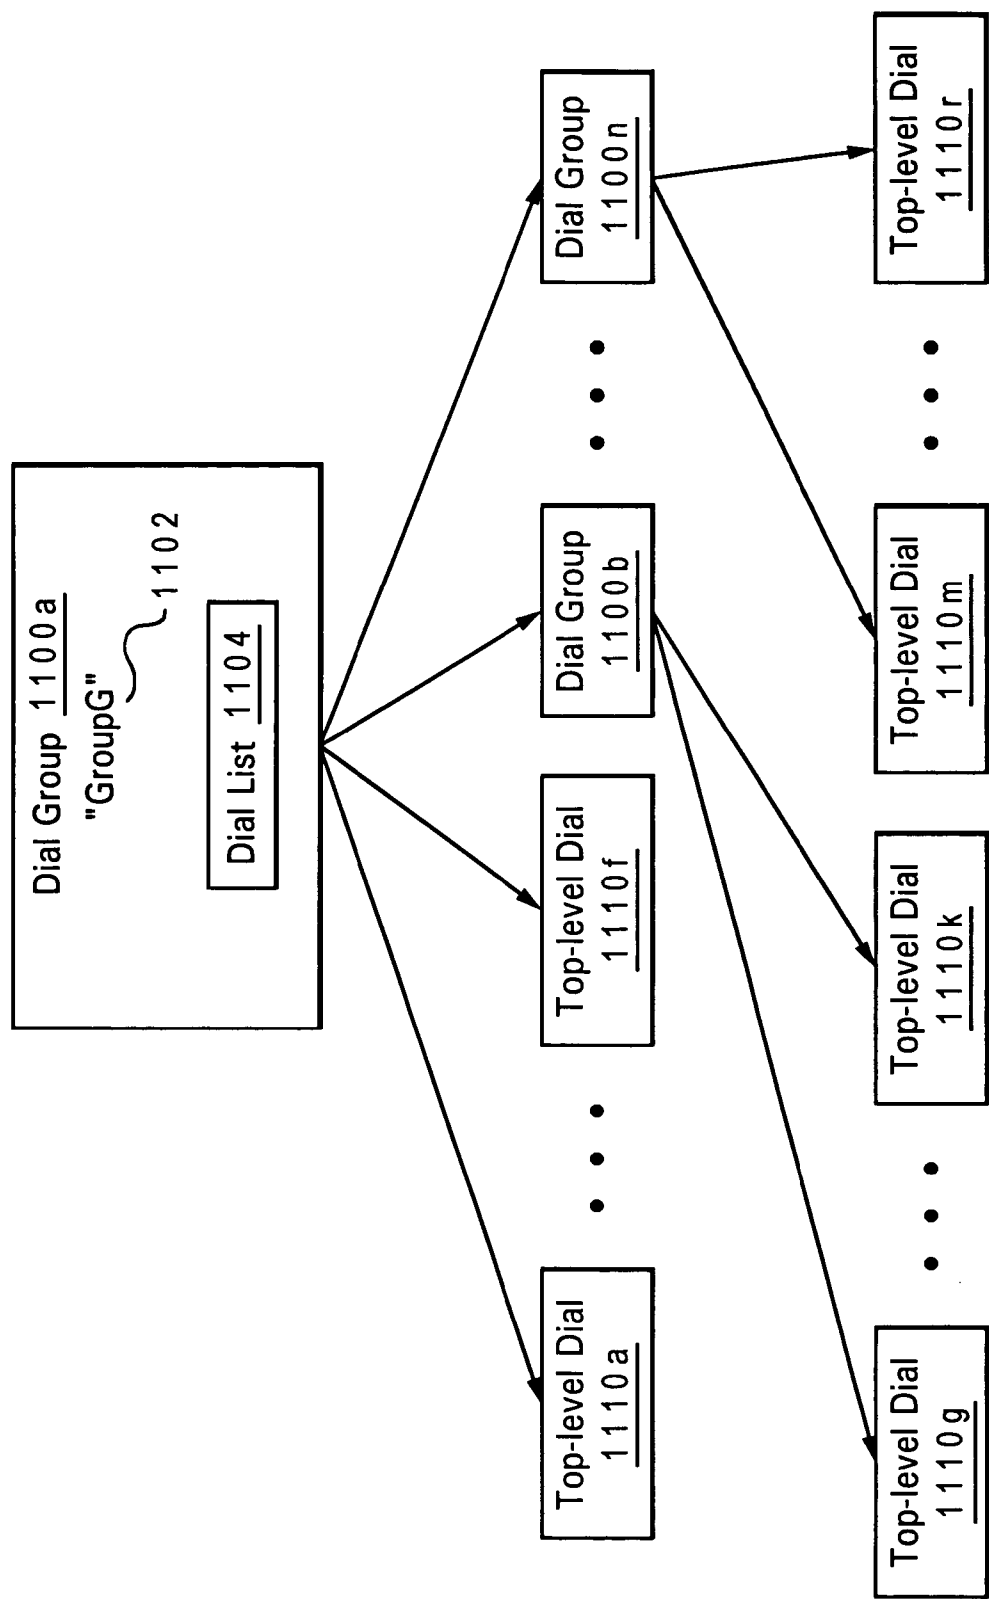 Dial Group 1100a
"GroupG"
1102
Dial List 1104
Top-level Dial
1110a
Top-level Dial
1110f
Dial Group
1100b
Dial Group
1100n
Top-level Dial
1110g
Top-level Dial
1110k
Top-level Dial
1110m
Top-level Dial
1110r